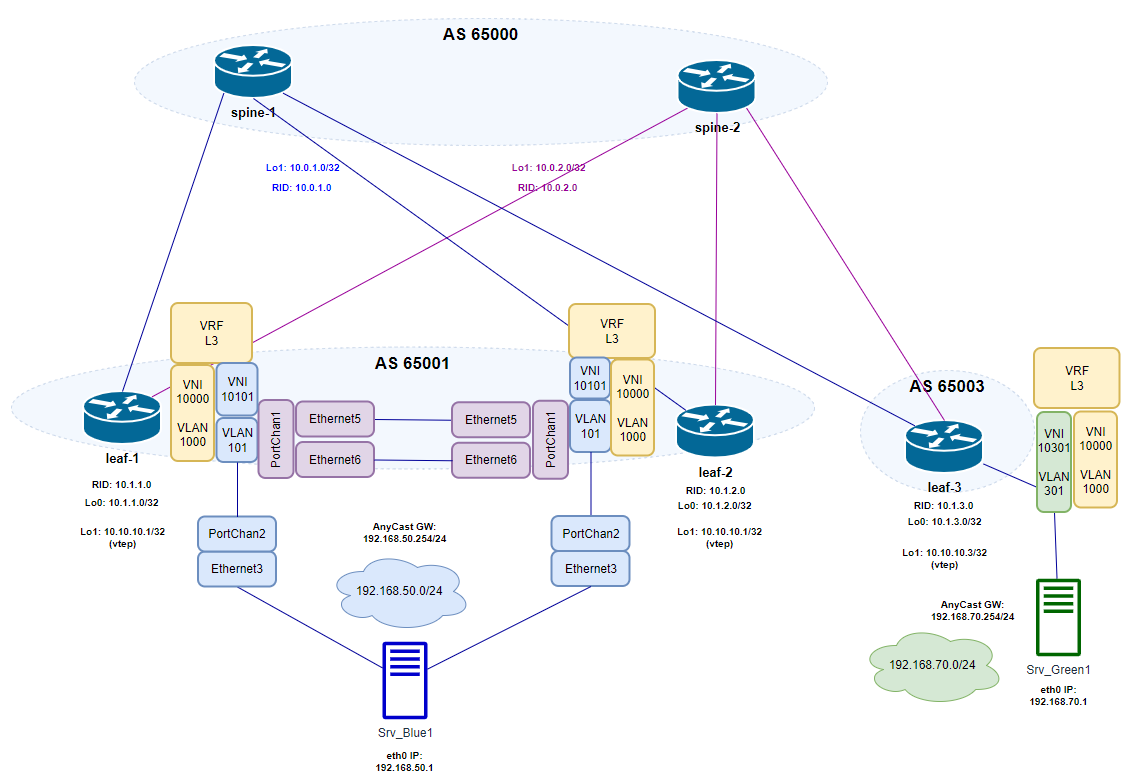 AS 65000
spine-1
spine-2
Lo1: 10.0.1.0/32
RID: 10.0.1.0
Lo1: 10.0.2.0/32
RID: 10.0.2.0
VRF
L3
VNI
10000
VLAN
1000
VNI
10101
VLAN
101
AS 65001
PortChan1
Ethernet5
Ethernet6
Ethernet5
Ethernet6
PortChan1
VRF
L3
VNI
10101
VLAN
101
VNI
10000
VLAN
1000
leaf-1
RID: 10.1.1.0
Lo0: 10.1.1.0/32
Lo1: 10.10.10.1/32
(vtep)
leaf-2
RID: 10.1.2.0
Lo0: 10.1.2.0/32
Lo1: 10.10.10.1/32
(vtep)
PortChan2
Ethernet3
AnyCast GW:
192.168.50.254/24
192.168.50.0/24
PortChan2
Ethernet3
Srv_Blue1
eth0 IP:
192.168.50.1
AS 65003
leaf-3
RID: 10.1.3.0
Lo0: 10.1.3.0/32
Lo1: 10.10.10.3/32
(vtep)
VRF
L3
VNI
10301
VLAN
301
VNI
10000
VLAN
1000
AnyCast GW:
192.168.70.254/24
192.168.70.0/24
Srv_Green1
eth0 IP:
192.168.70.1